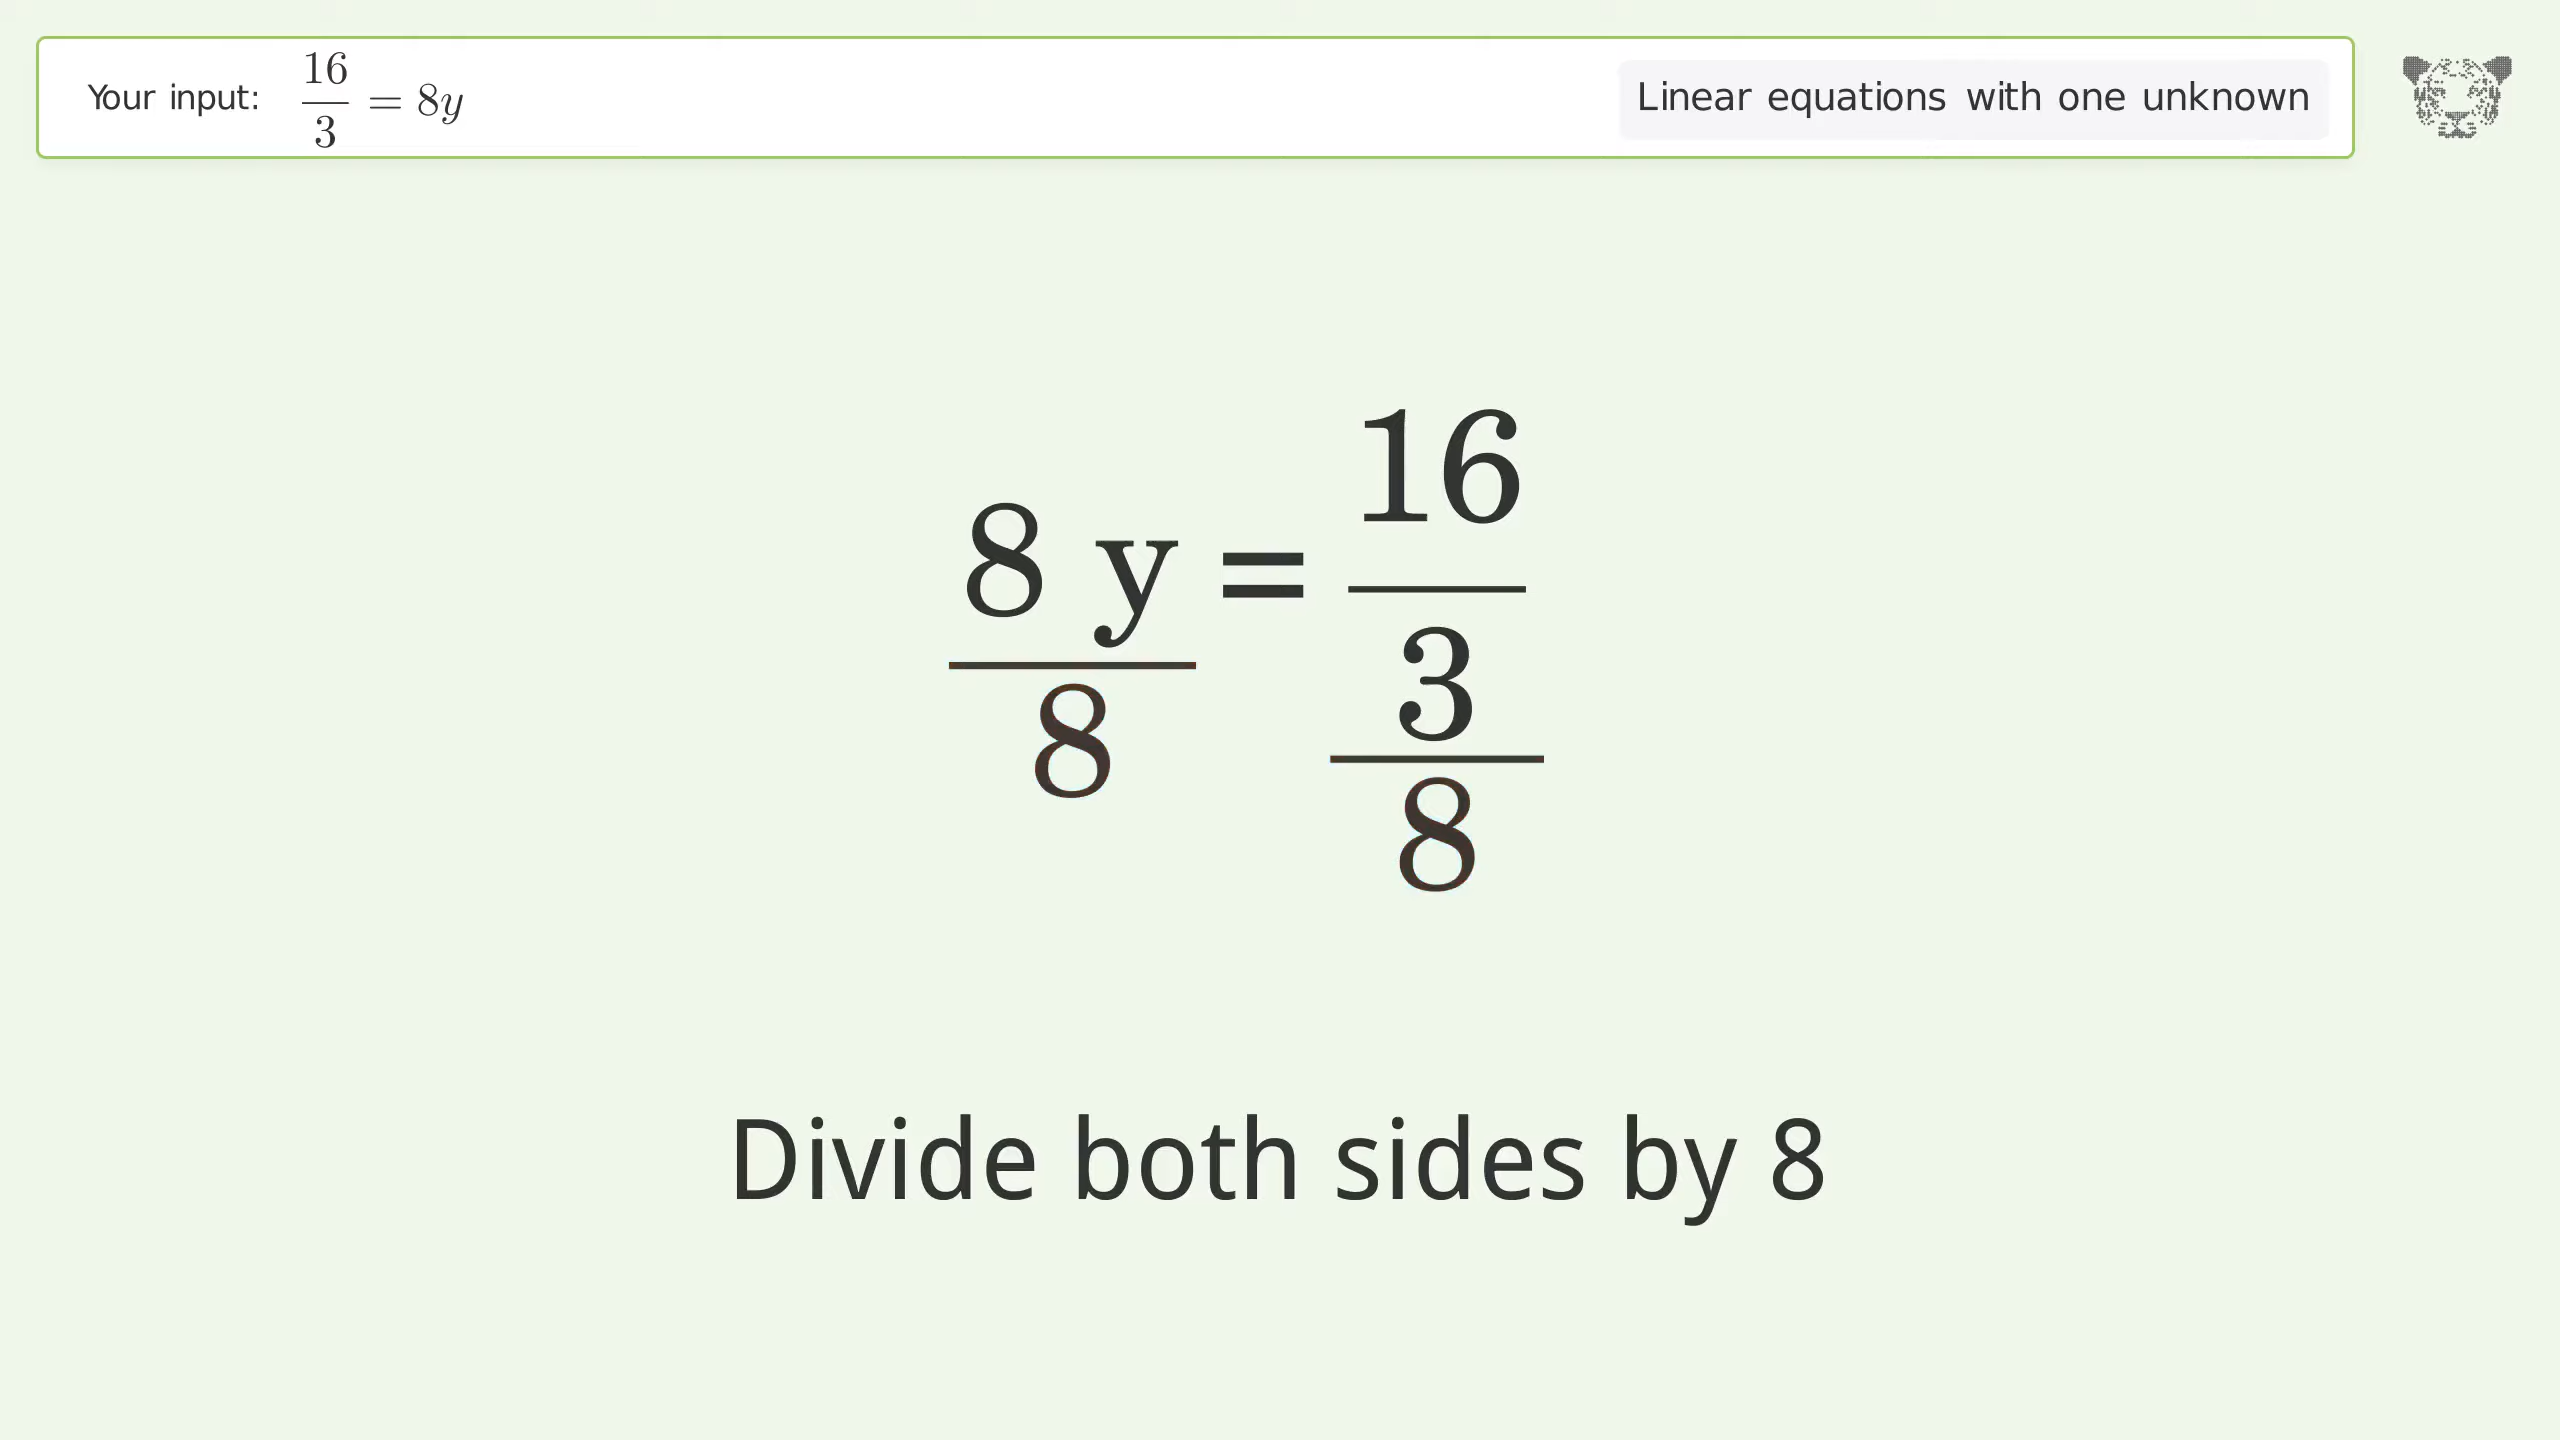 Your input: 16/3 = 8y
Linear equations with one unknown
8 y / 8 = 16/3 / 8
Divide both sides by 8